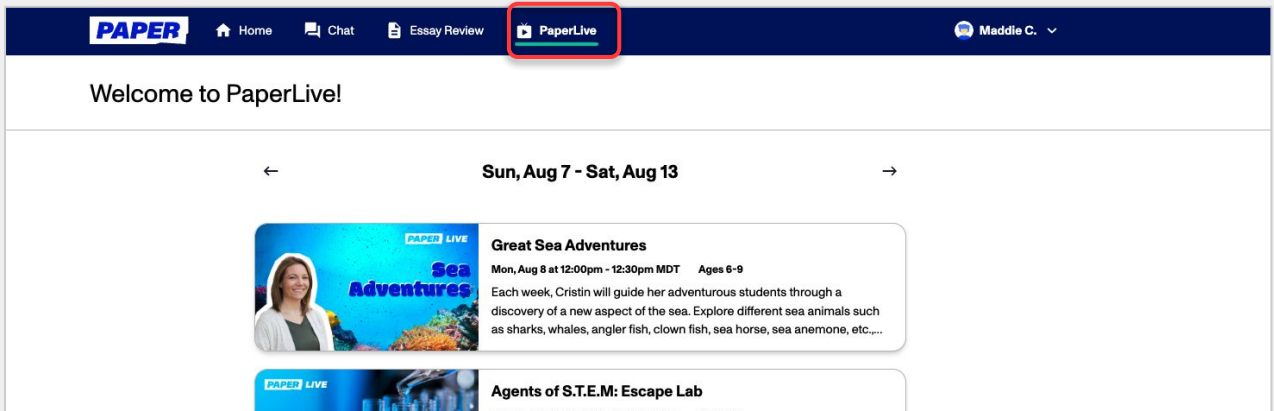 PAPER Home Chat Essay Review PaperLive Maddie C.
Welcome to PaperLive!
Sun, Aug 7 - Sat, Aug 13
PAPER LIVE
Sea
Adventures
Great Sea Adventures
Mon, Aug 8 at 12:00pm - 12:30pm MDT Ages 6-9
Each week, Cristin will guide her adventurous students through a
discovery of a new aspect of the sea. Explore different sea animals such
as sharks, whales, angler fish, clown fish, sea horse, sea anemone, etc.,...
PAPER LIVE
Agents of S.T.E.M: Escape Lab